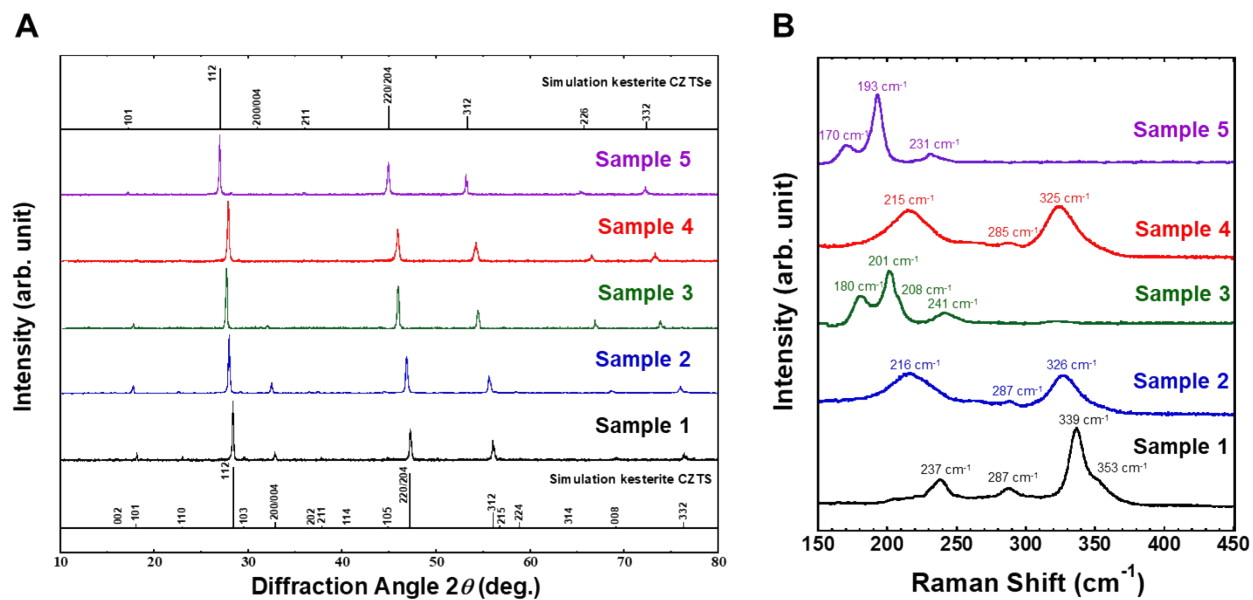 A
B
Intensity (arb. unit)
112
Simulation kesterite CZTSe
101
200/004
211
220/204
312
226
332
Sample 5
Sample 4
Sample 3
Sample 2
Sample 1
Simulation kesterite CZTS
002
101
110
112
103
200/004
202
211
114
105
220/204
312
215
224
314
008
332
10 20 30 40 50 60 70 80
Diffraction Angle 2θ (deg.)
Intensity (arb. unit)
193 cm-1
170 cm-1
231 cm-1
Sample 5
215 cm-1
285 cm-1
325 cm-1
Sample 4
201 cm-1
180 cm-1
208 cm-1
241 cm-1
Sample 3
216 cm-1
287 cm-1
326 cm-1
Sample 2
339 cm-1
237 cm-1
287 cm-1
353 cm-1
Sample 1
150 200 250 300 350 400 450
Raman Shift (cm-1)